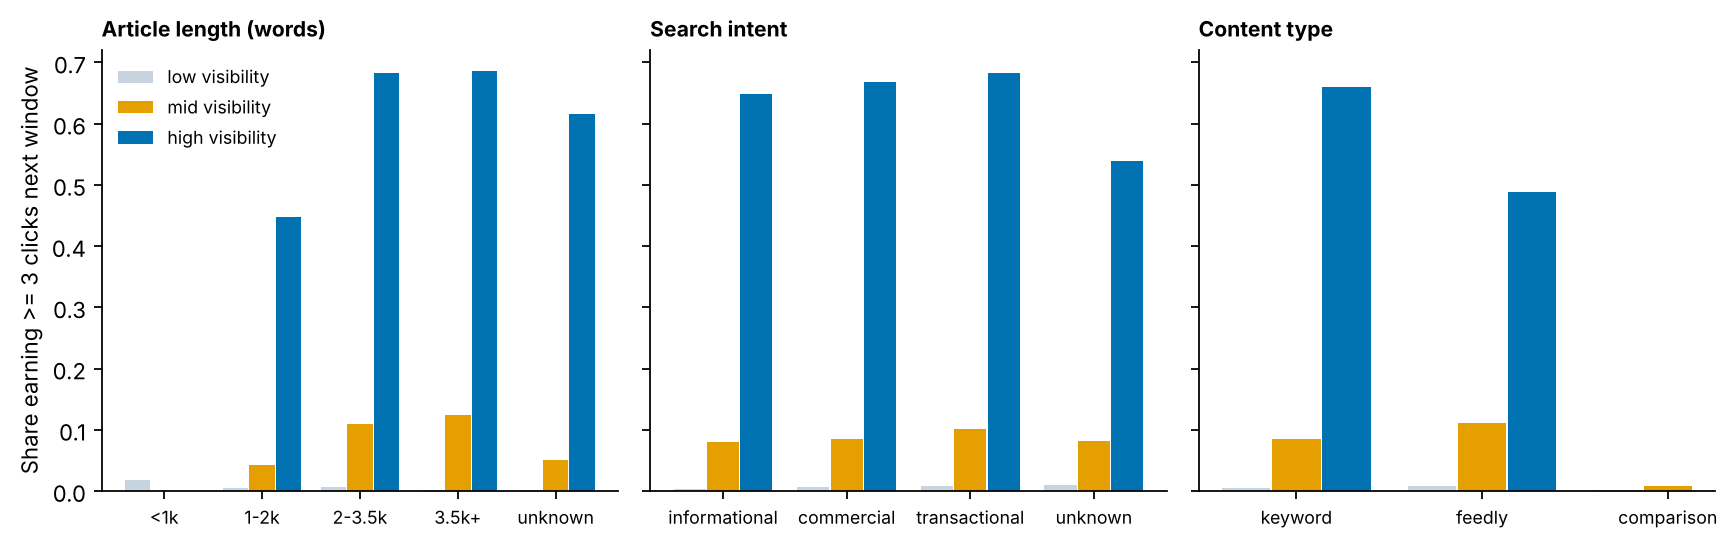 Article length (words)
Search intent
Content type
Share earning >= 3 clicks next window
0.7
0.6
0.5
0.4
0.3
0.2
0.1
0.0
low visibility
mid visibility
high visibility
<1k
1-2k
2-3.5k
3.5k+
unknown
informational
commercial
transactional
unknown
keyword
feedly
comparison